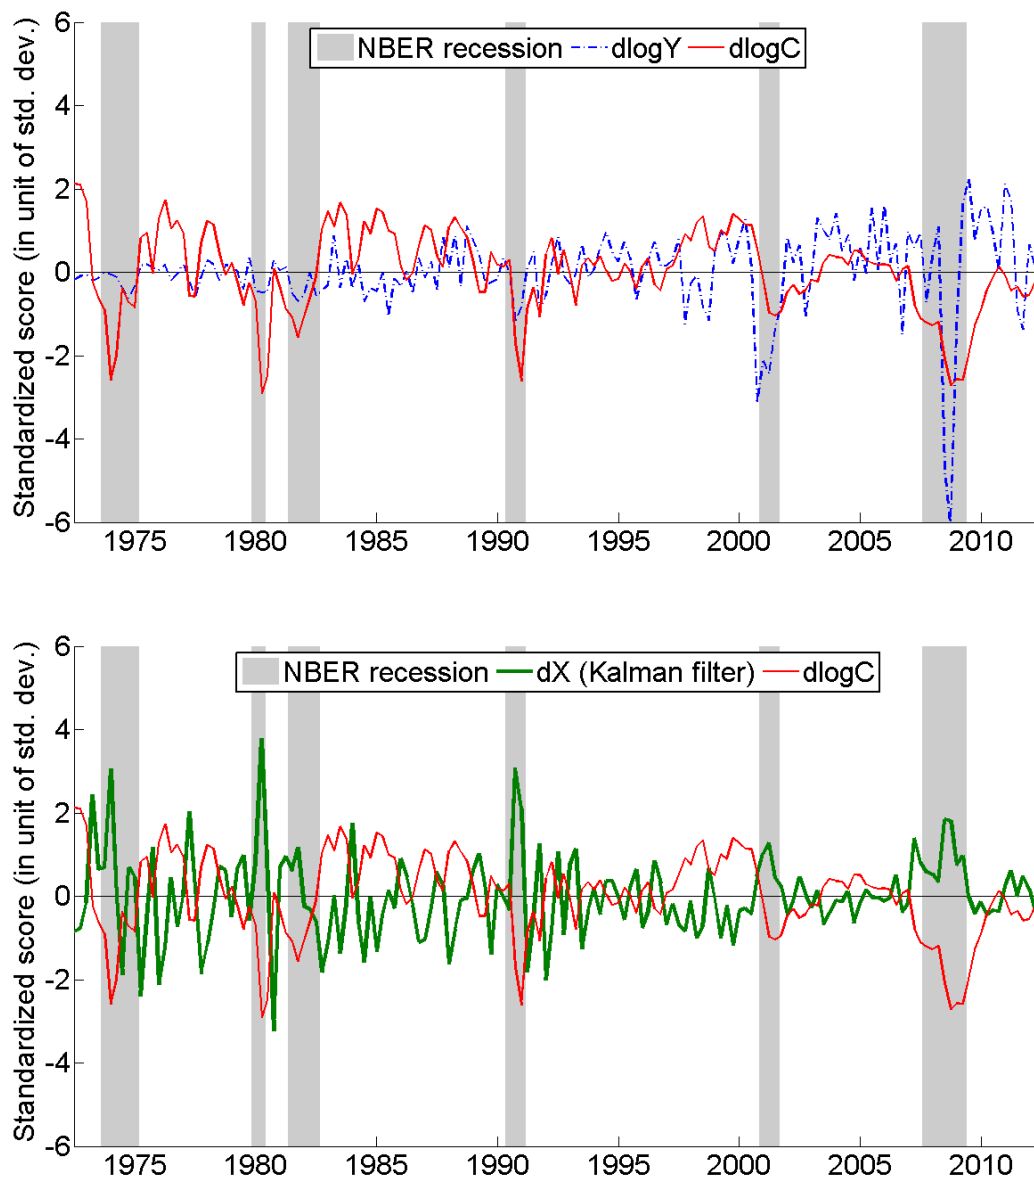 Standardized score (in unit of std. dev.)
NBER recession dlogY dlogC
6
4
2
0
-2
-4
-6
1975 1980 1985 1990 1995 2000 2005 2010
Standardized score (in unit of std. dev.)
NBER recession dX (Kalman filter) dlogC
6
4
2
0
-2
-4
-6
1975 1980 1985 1990 1995 2000 2005 2010